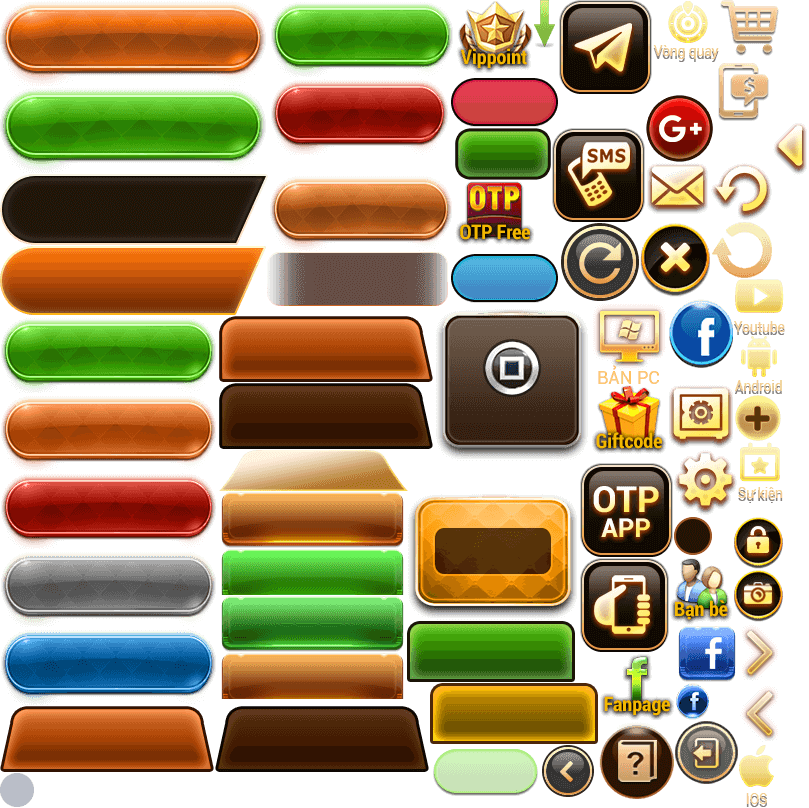 Vippoint
Vòng quay
$
G+
SMS
OTP
OTP Free
Youtube
f
BẢN PC
Android
Giftcode
Sự kiện
OTP
APP
Bạn bè
f
f
Fanpage
f
?
IOS